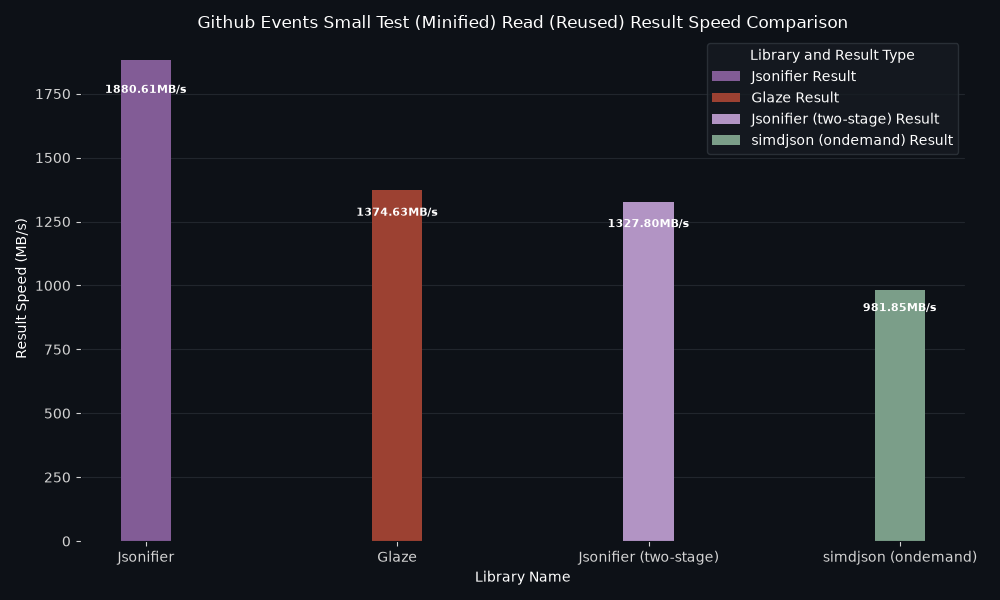 Github Events Small Test (Minified) Read (Reused) Result Speed Comparison
Library and Result Type
Jsonifier Result
Glaze Result
Jsonifier (two-stage) Result
simdjson (ondemand) Result
Result Speed (MB/s)
1750
1500
1250
1000
750
500
250
0
1880.61MB/s
1374.63MB/s
1327.80MB/s
981.85MB/s
Jsonifier
Glaze
Jsonifier (two-stage)
simdjson (ondemand)
Library Name